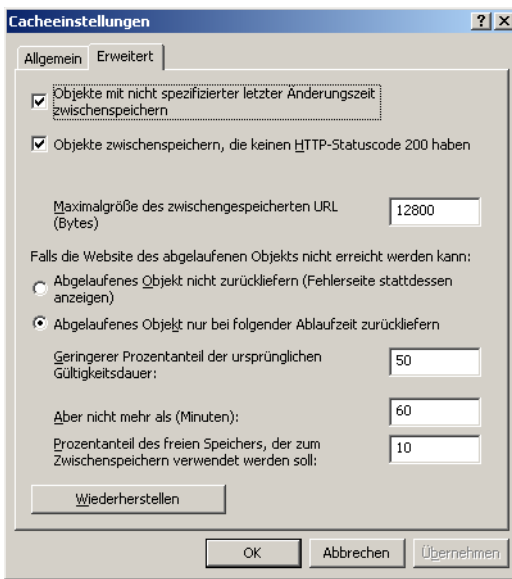 Cacheeinstellungen
Allgemein Erweitert
Objekte mit nicht spezifizierter letzter Änderungszeit
zwischenspeichern
Objekte zwischenspeichern, die keinen HTTP-Statuscode 200 haben
Maximalgröße des zwischengespeicherten URL
(Bytes)
12800
Falls die Website des abgelaufenen Objekts nicht erreicht werden kann:
Abgelaufenes Objekt nicht zurückliefern (Fehlerseite stattdessen
anzeigen)
Abgelaufenes Objekt nur bei folgender Ablaufzeit zurückliefern
Geringerer Prozentanteil der ursprünglichen
Gültigkeitsdauer:
50
Aber nicht mehr als (Minuten):
60
Prozentanteil des freien Speichers, der zum
Zwischenspeichern verwendet werden soll:
10
Wiederherstellen
OK Abbrechen Übernehmen